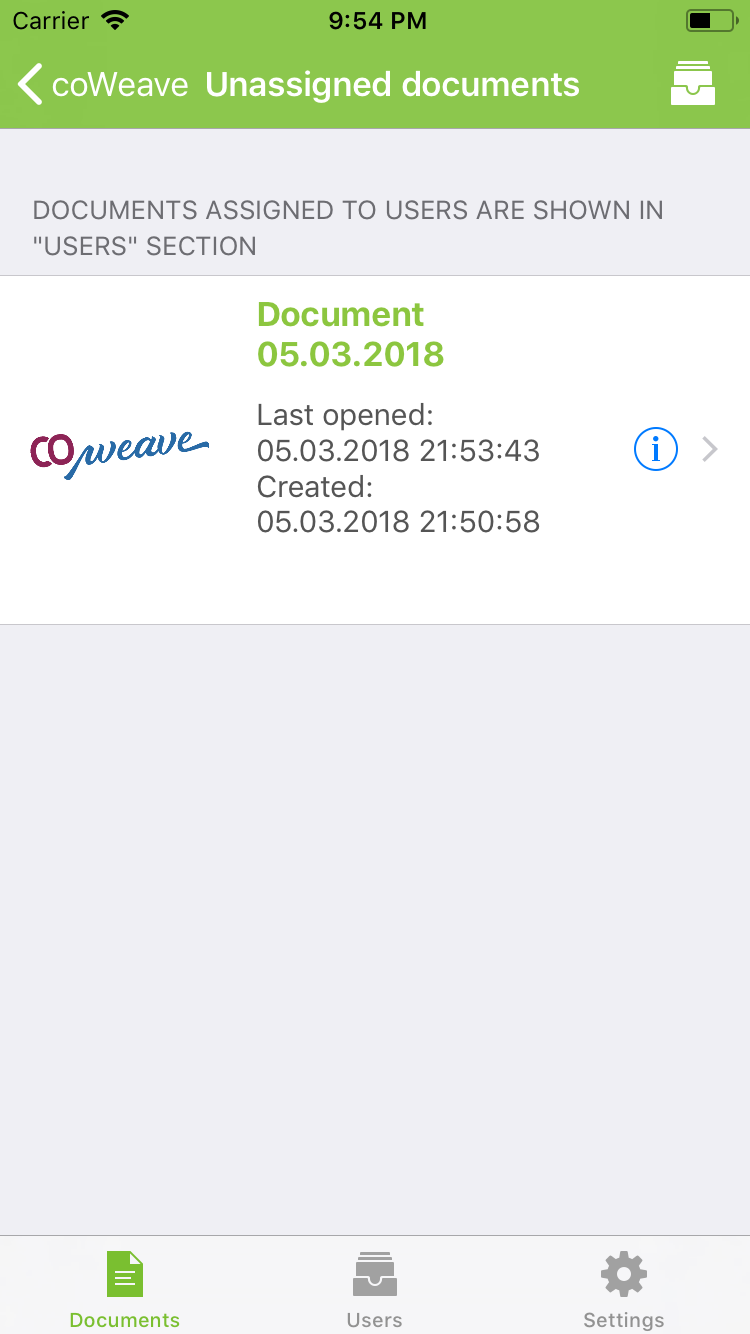 Carrier 9:54 PM
coWeave Unassigned documents
DOCUMENTS ASSIGNED TO USERS ARE SHOWN IN
"USERS" SECTION
Document
05.03.2018
coweave
Last opened:
05.03.2018 21:53:43
Created:
05.03.2018 21:50:58
Documents Users Settings